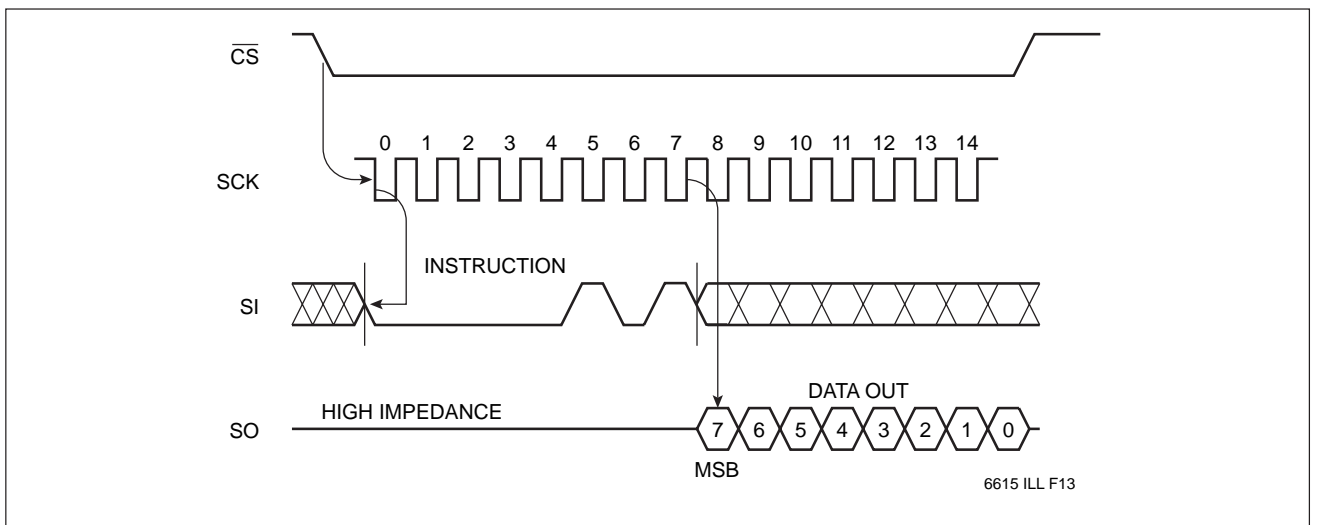 CS
0 1 2 3 4 5 6 7 8 9 10 11 12 13 14
SCK
INSTRUCTION
SI
DATA OUT
HIGH IMPEDANCE
SO
7 6 5 4 3 2 1 0
MSB
6615 ILL F13